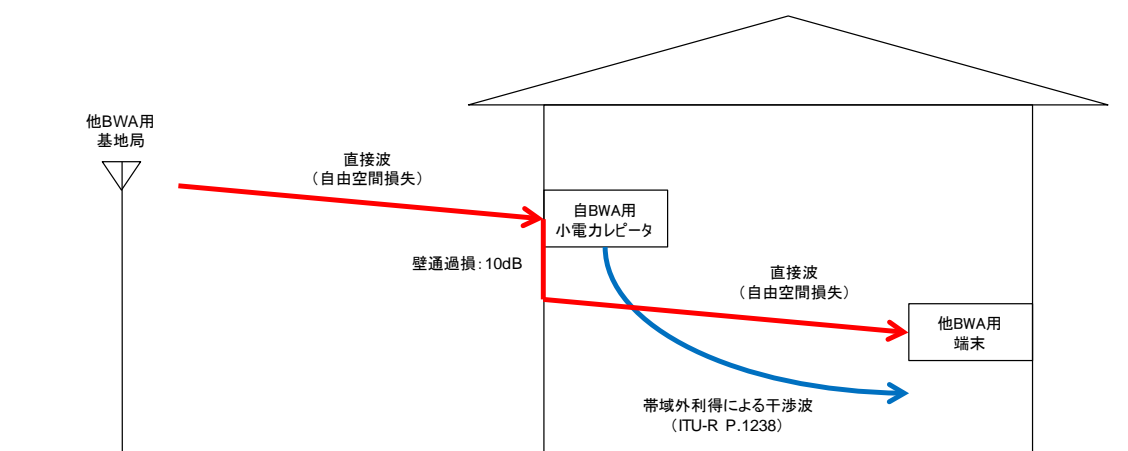 他BWA用
基地局
直接波
（自由空間損失）
自BWA用
小電力レピータ
壁通過損：10dB
直接波
（自由空間損失）
他BWA用
端末
帯域外利得による干渉波
（ITU-R P.1238）